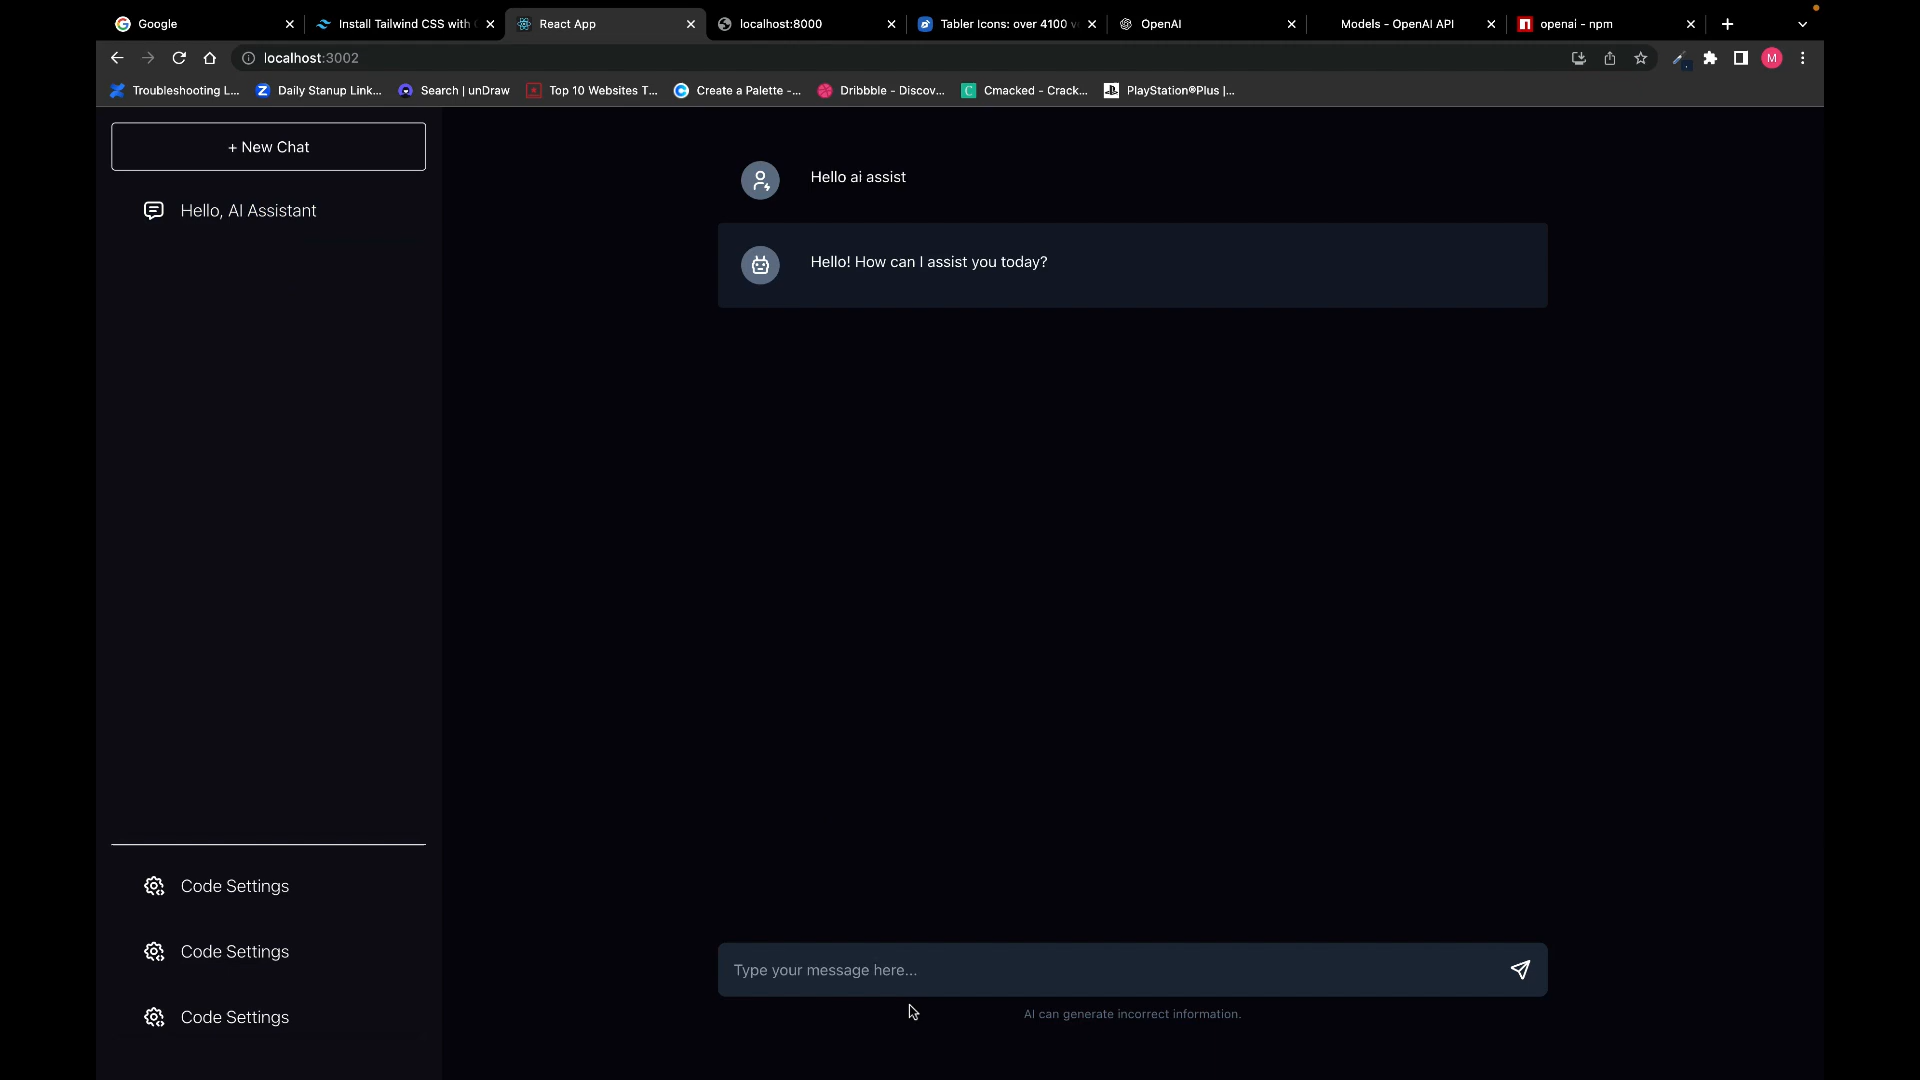 Google
Install Tailwind CSS with
React App
localhost:8000
Tabler Icons: over 4100
OpenAI
Models - OpenAI API
openai - npm
localhost:3002
M
Troubleshooting L...
Daily Stanup Link...
Search | unDraw
Top 10 Websites T...
Create a Palette -...
Dribbble - Discov...
Cmacked - Crack...
PlayStation®Plus |...
+ New Chat
Hello, AI Assistant
Hello ai assist
Hello! How can I assist you today?
Code Settings
Code Settings
Code Settings
Type your message here...
AI can generate incorrect information.